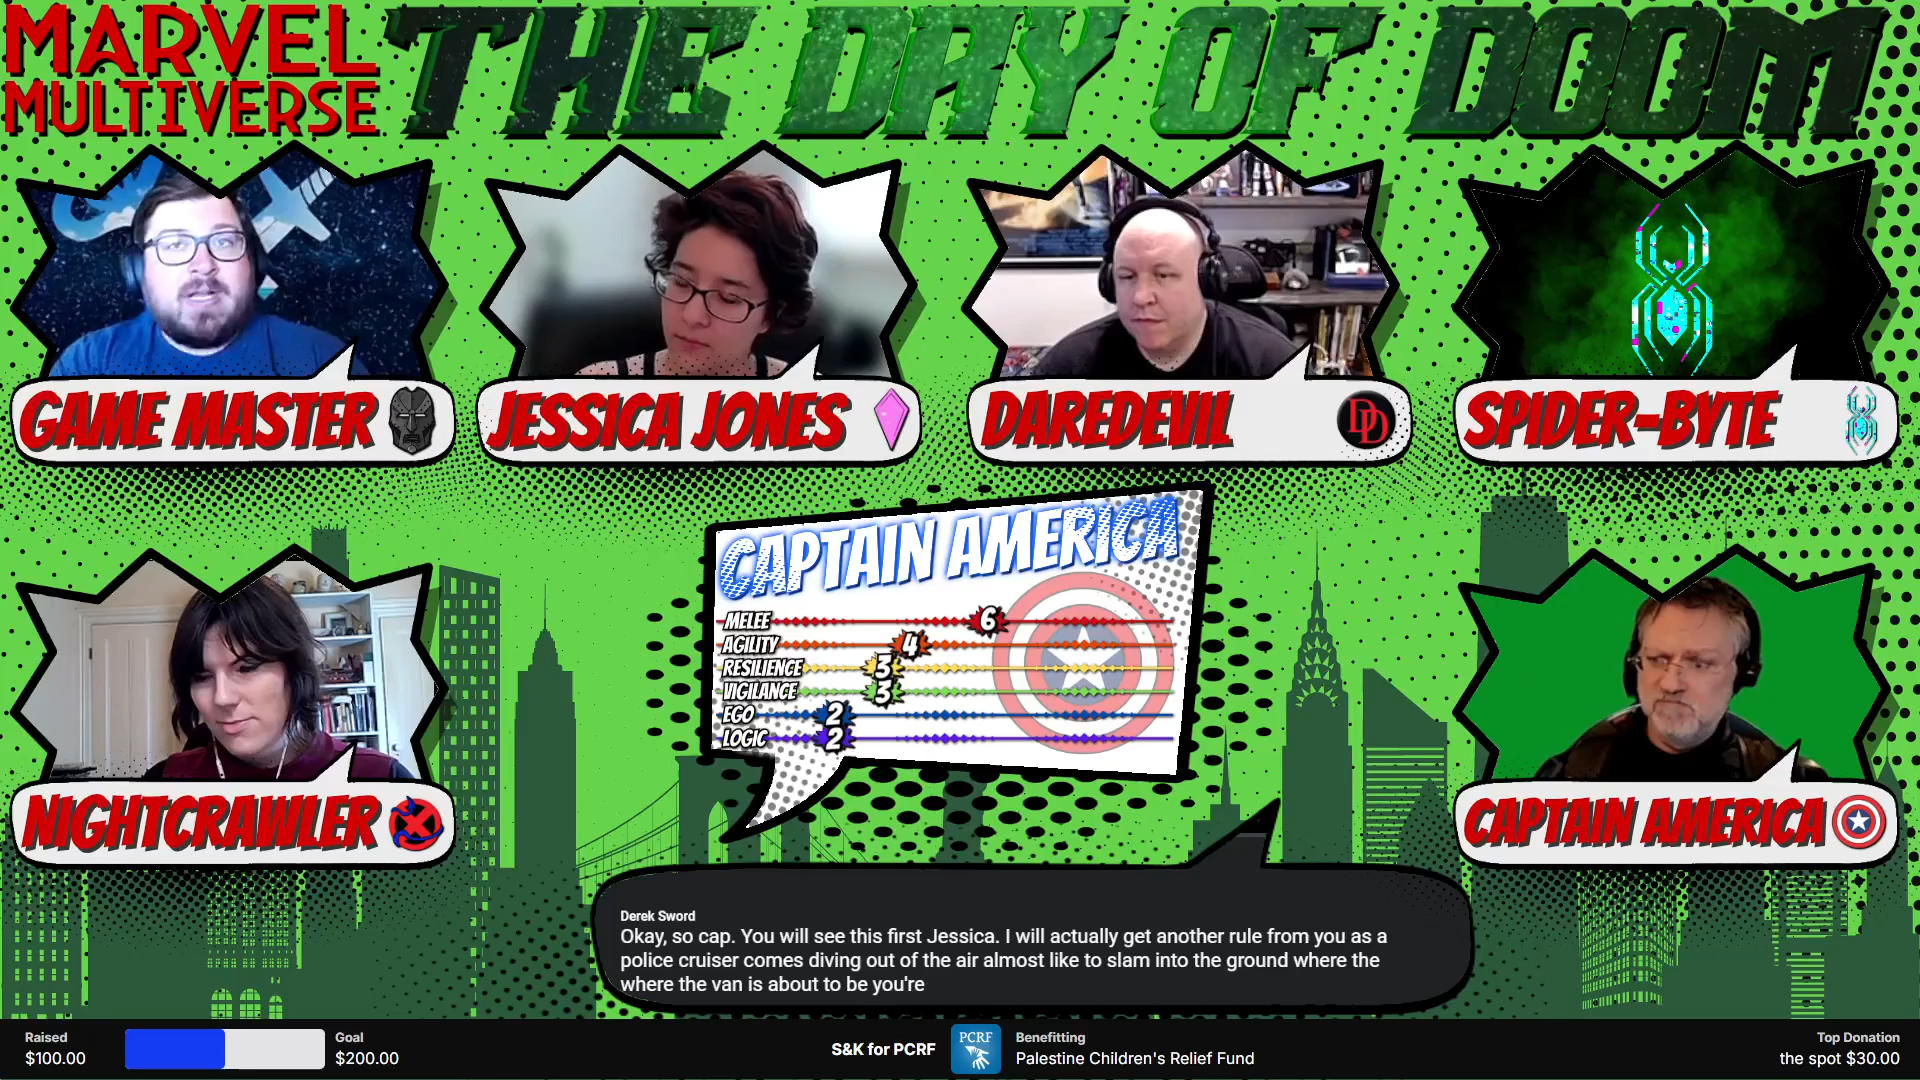 MARVEL
MULTIVERSE
THE DAY OF DOOM
GAME MASTER
JESSICA JONES
DAREDEVIL
DD
SPIDER-BYTE
CAPTAIN AMERICA
MELEE 6
AGILITY 4
RESILIENCE 3
VIGILANCE 3
EGO 2
LOGIC 2
NIGHTCRAWLER
CAPTAIN AMERICA
Derek Sword
Okay, so cap. You will see this first Jessica. I will actually get another rule from you as a
police cruiser comes diving out of the air almost like to slam into the ground where the
where the van is about to be you're
Raised
$100.00
Goal
$200.00
S&K for PCRF
PCRF
Benefitting
Palestine Children's Relief Fund
Top Donation
the spot $30.00